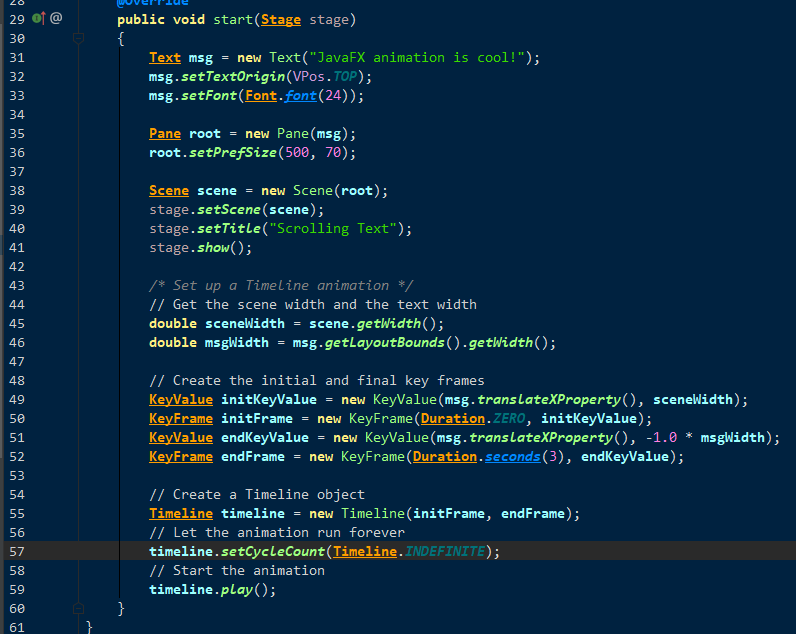 28 @Override
29 @ public void start(Stage stage)
30 {
31 Text msg = new Text("JavaFX animation is cool!");
32 msg.setTextOrigin(VPos.TOP);
33 msg.setFont(Font.font(24));
34
35 Pane root = new Pane(msg);
36 root.setPrefSize(500, 70);
37
38 Scene scene = new Scene(root);
39 stage.setScene(scene);
40 stage.setTitle("Scrolling Text");
41 stage.show();
42
43 /* Set up a Timeline animation */
44 // Get the scene width and the text width
45 double sceneWidth = scene.getWidth();
46 double msgWidth = msg.getLayoutBounds().getWidth();
47
48 // Create the initial and final key frames
49 KeyValue initKeyValue = new KeyValue(msg.translateXProperty(), sceneWidth);
50 KeyFrame initFrame = new KeyFrame(Duration.ZERO, initKeyValue);
51 KeyValue endKeyValue = new KeyValue(msg.translateXProperty(), -1.0 * msgWidth);
52 KeyFrame endFrame = new KeyFrame(Duration.seconds(3), endKeyValue);
53
54 // Create a Timeline object
55 Timeline timeline = new Timeline(initFrame, endFrame);
56 // Let the animation run forever
57 timeline.setCycleCount(Timeline.INDEFINITE);
58 // Start the animation
59 timeline.play();
60 }
61 }